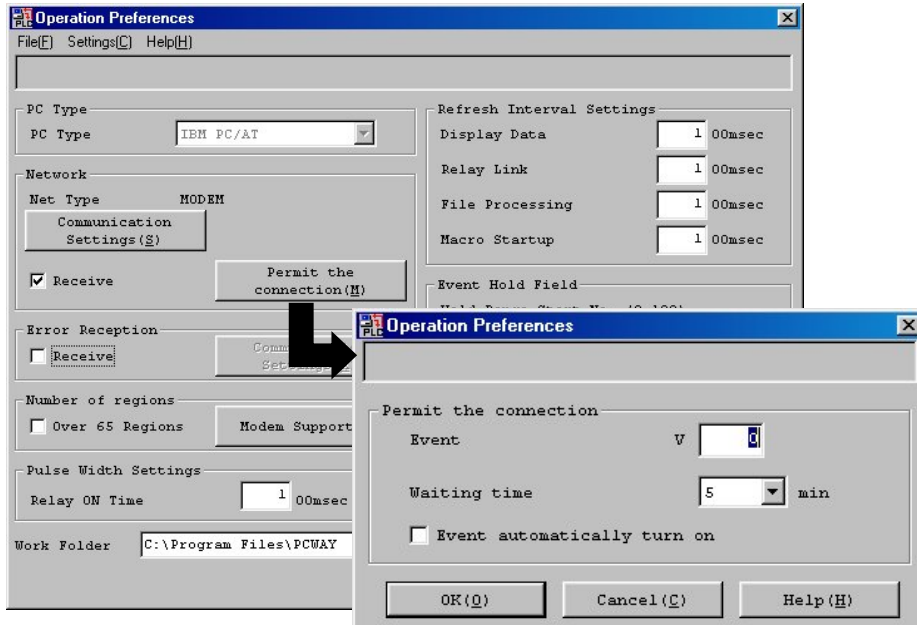 PLC Operation Preferences
File(F) Settings(C) Help(H)
PC Type
PC Type IBM PC/AT
Network
Net Type MODEM
Communication
Settings(S)
Receive
Permit the
connection(M)
Error Reception
Receive
Number of regions
Over 65 Regions
Modem Support
Pulse Width Settings
Relay ON Time 1 00msec
Work Folder C:\Program Files\PCWAY
Refresh Interval Settings
Display Data 1 00msec
Relay Link 1 00msec
File Processing 1 00msec
Macro Startup 1 00msec
Event Hold Field
PLC Operation Preferences
Permit the connection
Event V 0
Waiting time 5 min
Event automatically turn on
OK(O) Cancel(C) Help(H)